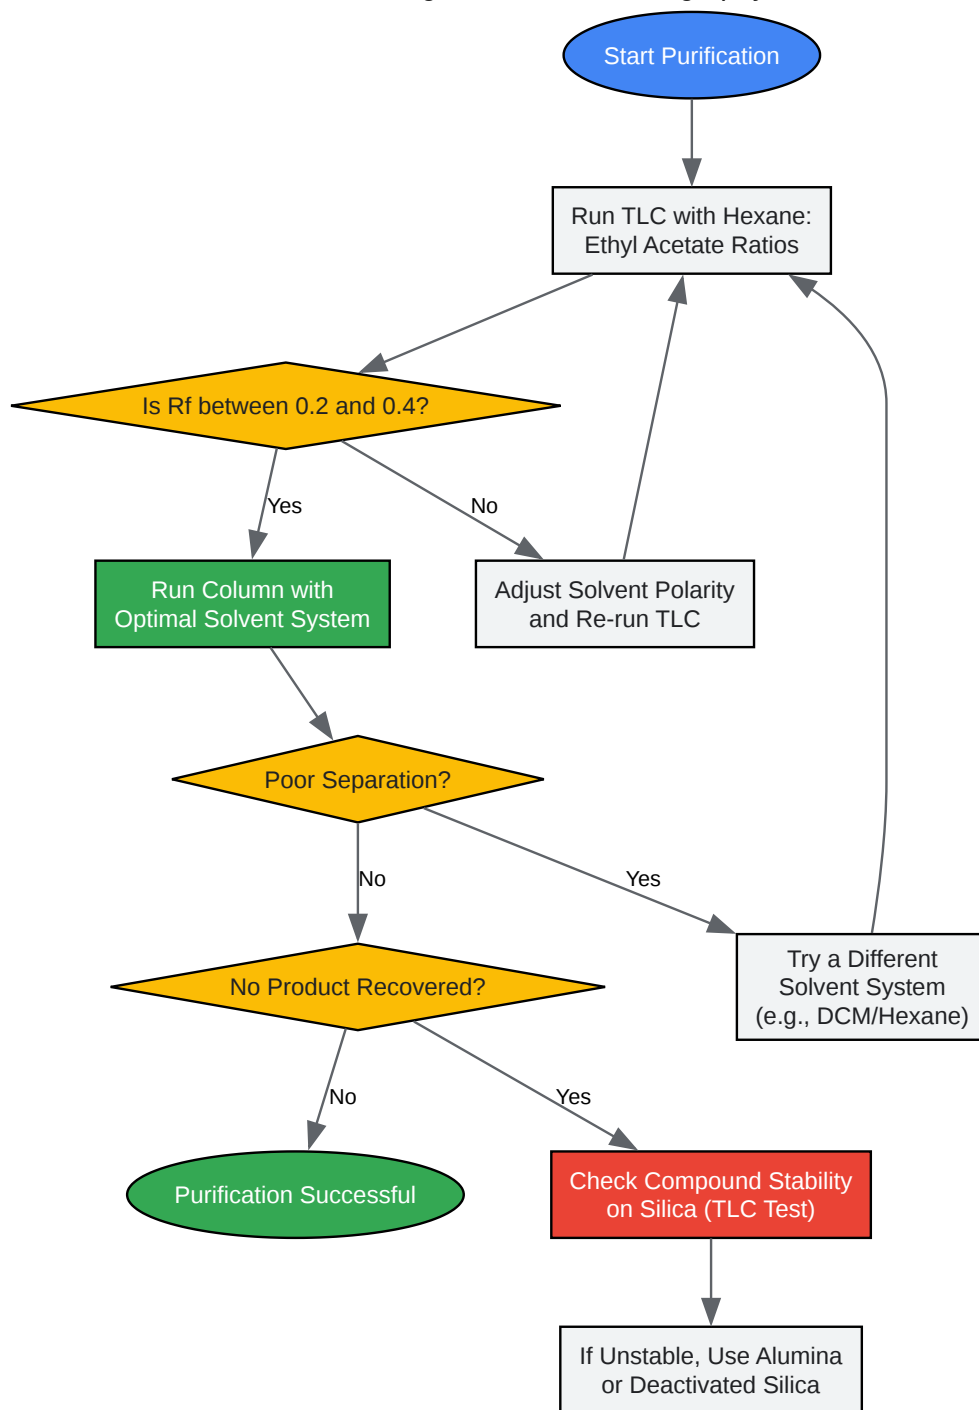 Start Purification
Run TLC with Hexane:
Ethyl Acetate Ratios
Is Rf between 0.2 and 0.4?
Yes
No
Run Column with
Optimal Solvent System
Adjust Solvent Polarity
and Re-run TLC
Poor Separation?
No
Yes
Try a Different
Solvent System
(e.g., DCM/Hexane)
No Product Recovered?
No
Yes
Purification Successful
Check Compound Stability
on Silica (TLC Test)
If Unstable, Use Alumina
or Deactivated Silica